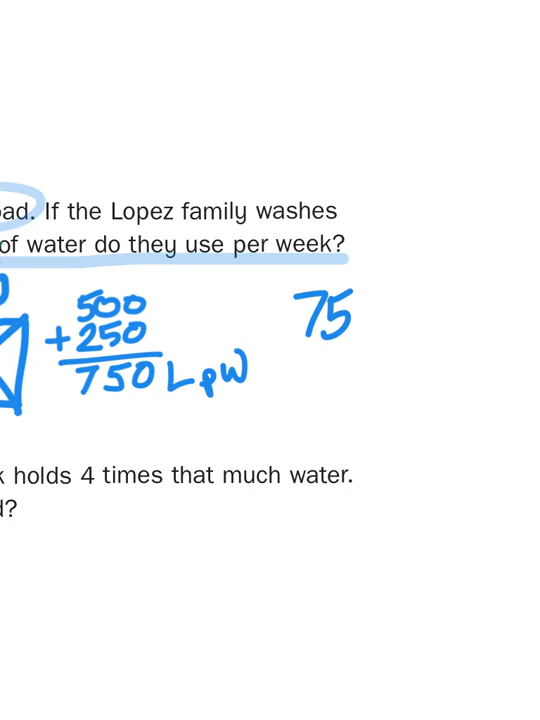 oad. If the Lopez family washes
of water do they use per week?
500
+250
750 L pW
75
k holds 4 times that much water.
d?